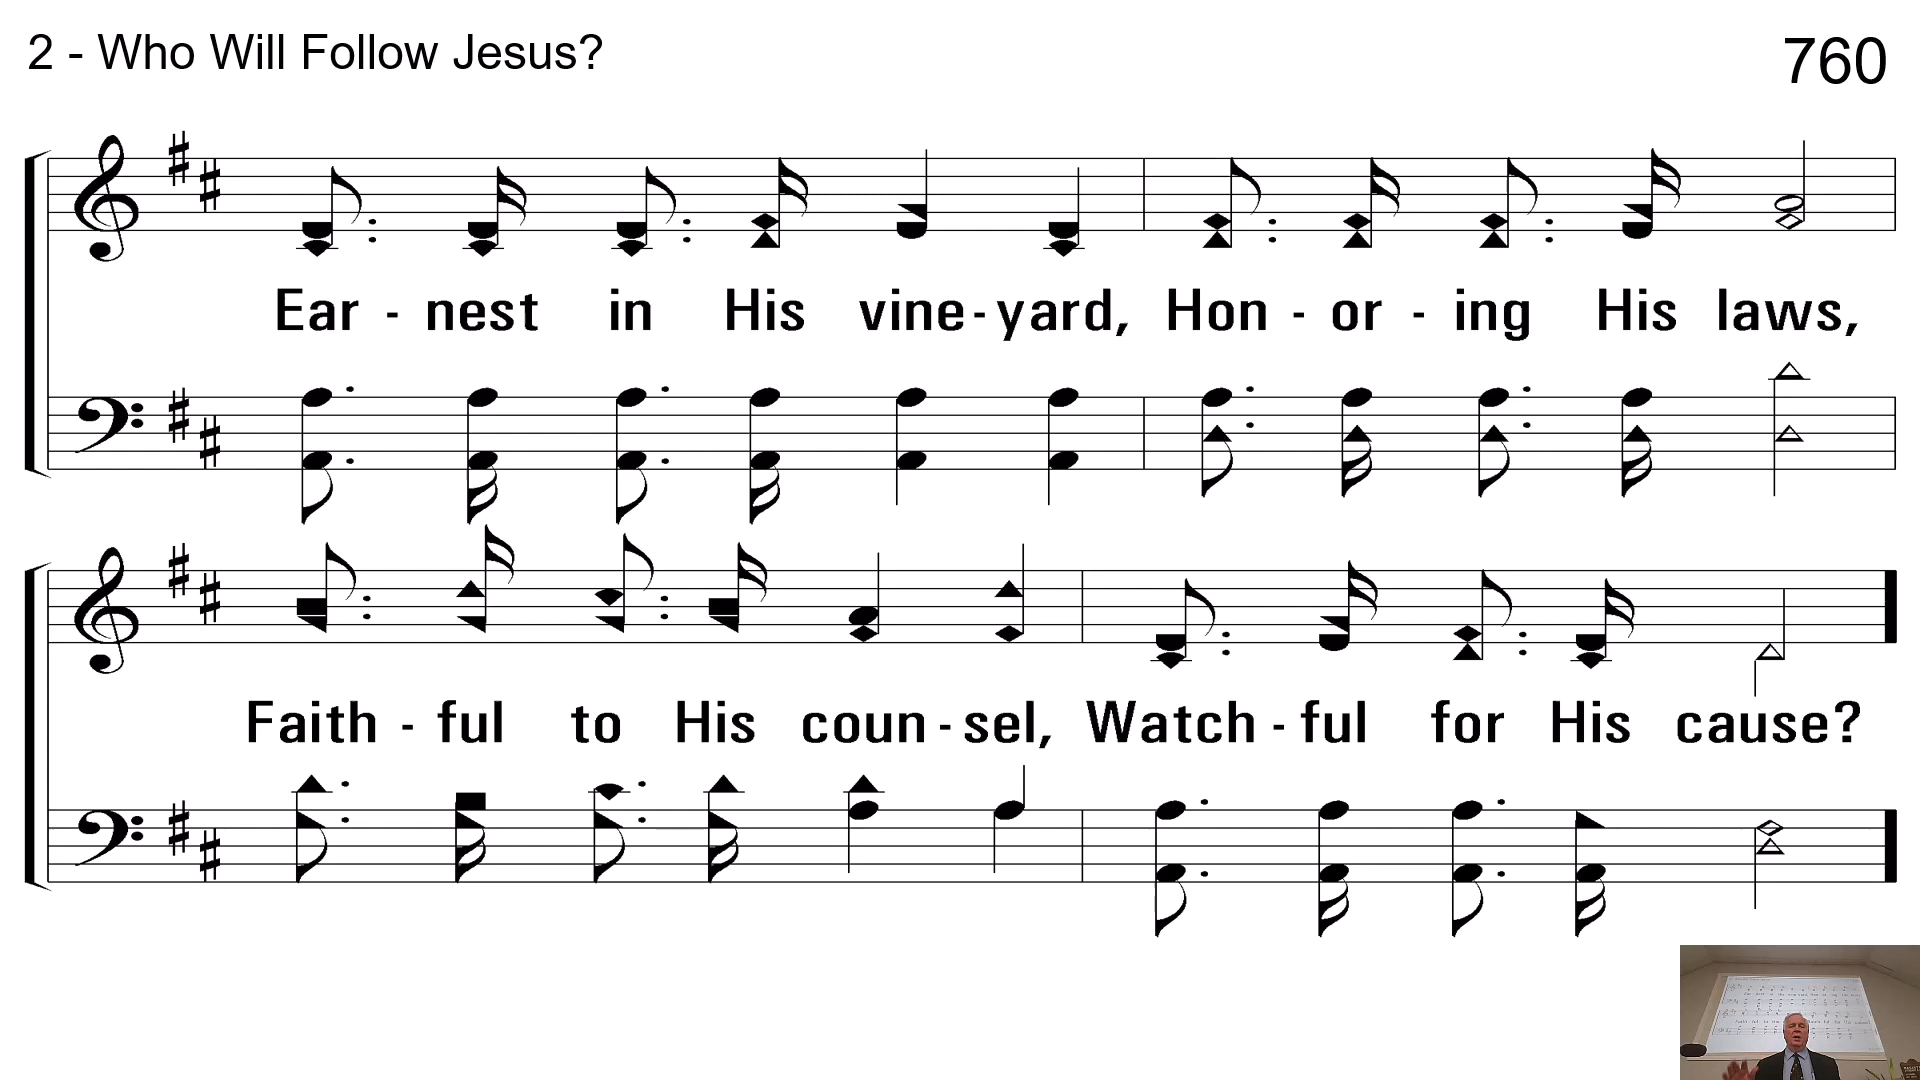 2 - Who Will Follow Jesus?
760
Ear - nest in His vine - yard, Hon - or - ing His laws,
Faith - ful to His coun - sel, Watch - ful for His cause?